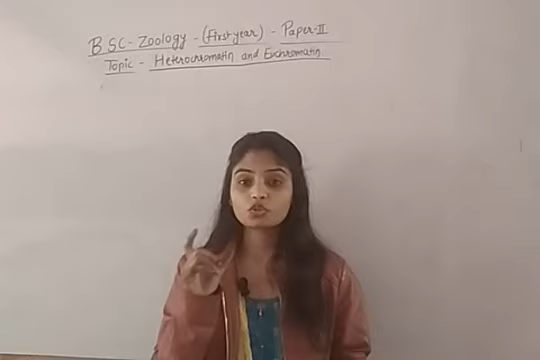 B.SC- Zoology - (First year) - Paper-II
Topic - Heterochromatin and Euchromatin